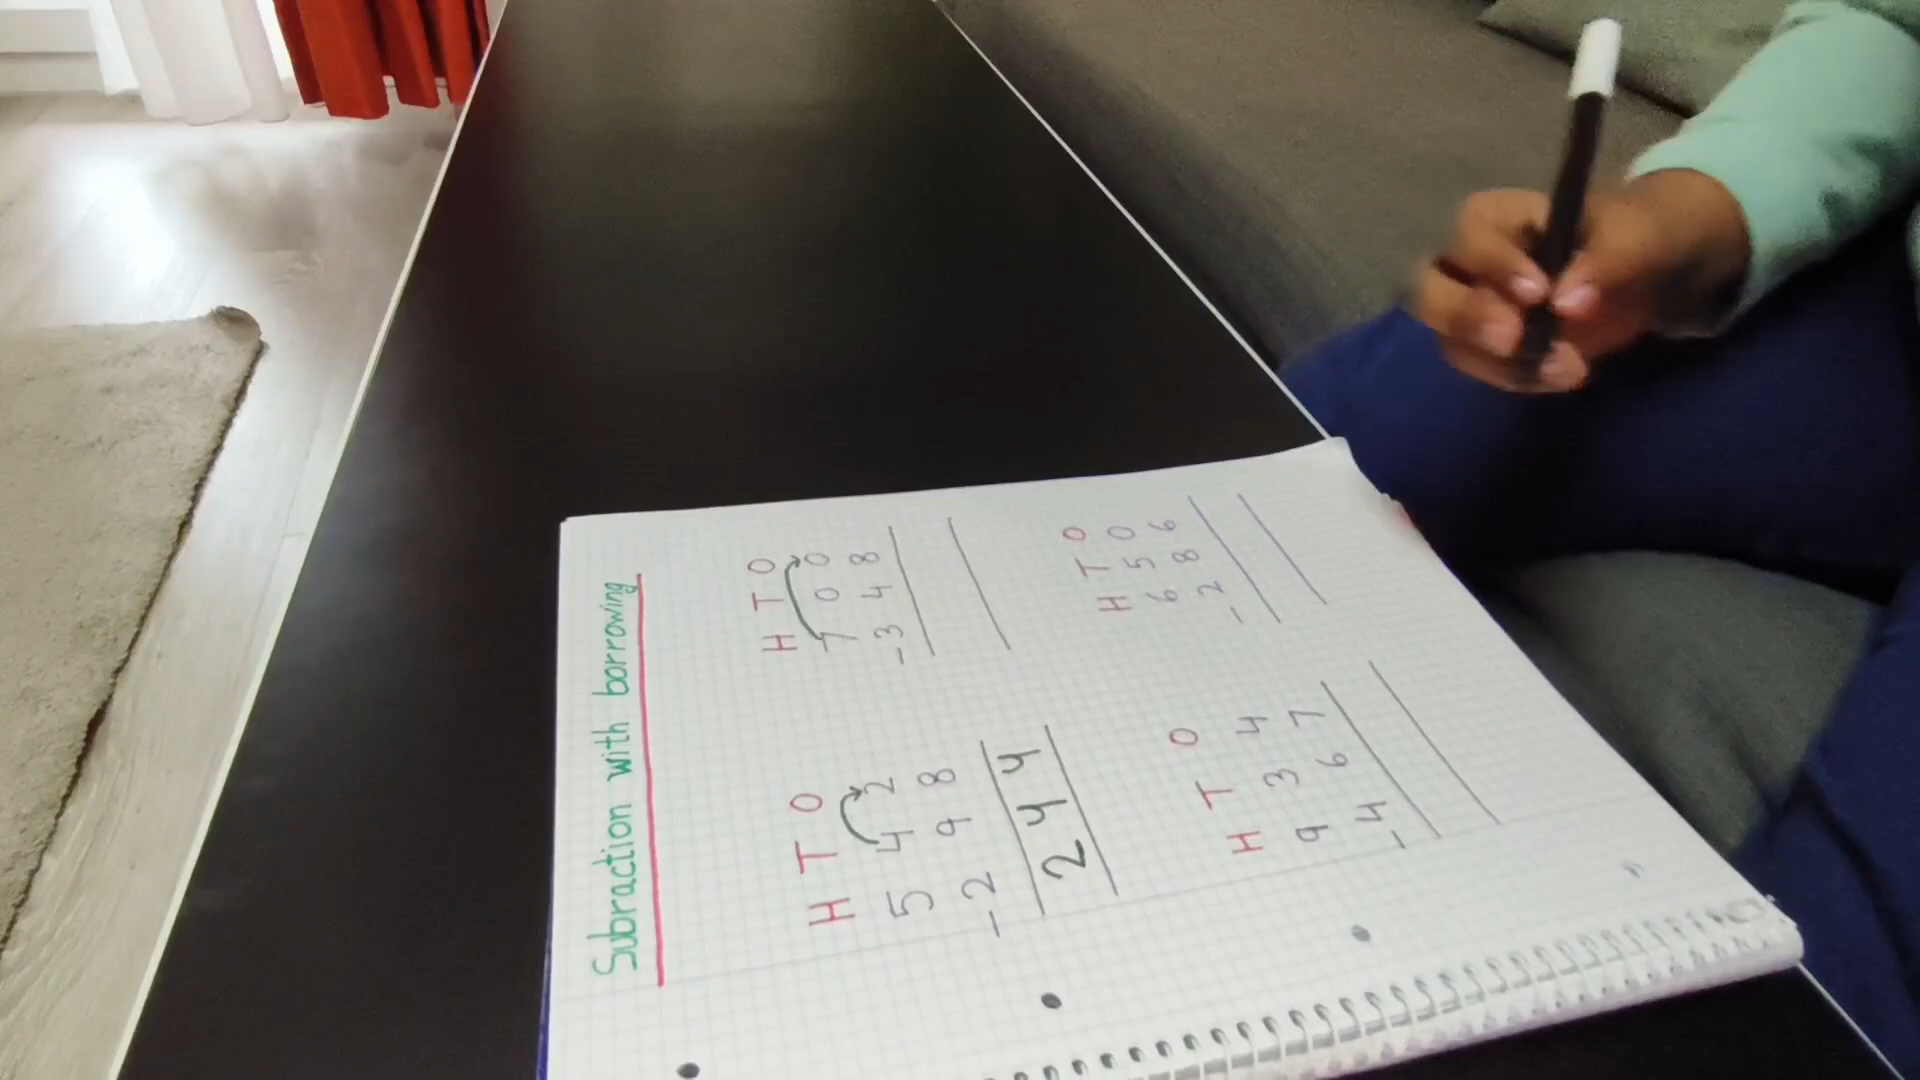 Subraction with borrowing
H T O
5 4 2
- 2 9 8
2 4 4
H T O
7 0 0
- 3 4 8
H T O
9 3 4
- 4 6 7
H T O
6 5 0
- 2 8 6